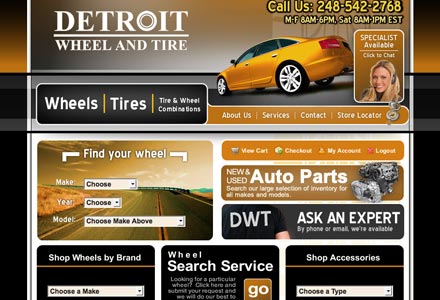 DETROIT
WHEEL AND TIRE
Call Us: 248-542-2768
M-F 8AM-6PM, Sat 8AM-1PM EST
SPECIALIST
Available
Click to Chat
Wheels | Tires | Tire & Wheel Combinations
About Us | Services | Contact | Store Locator
Find your wheel
Make: Choose
Year: Choose
Model: Choose Make Above
View Cart Checkout My Account Logout
NEW & USED Auto Parts
Search our large selection of inventory for
all makes and models.
DWT ASK AN EXPERT
By phone or email, we're available
Shop Wheels by Brand
Choose a Make
Wheel
Search Service
Looking for a particular
wheel? Click here and
submit your request and
we will do our best to
go
Shop Accessories
Choose a Type